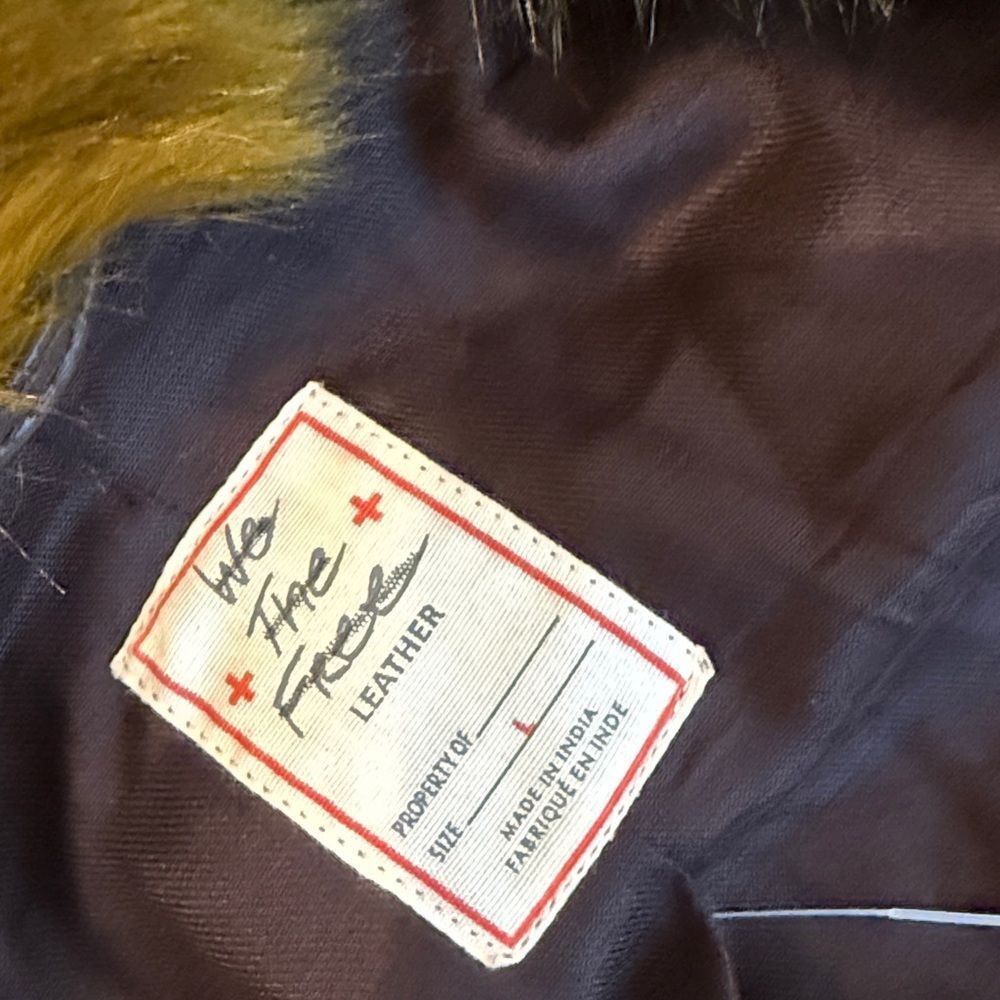 We
The
Free
LEATHER
PROPERTY OF
SIZE L
MADE IN INDIA
FABRIQUÉ EN INDE